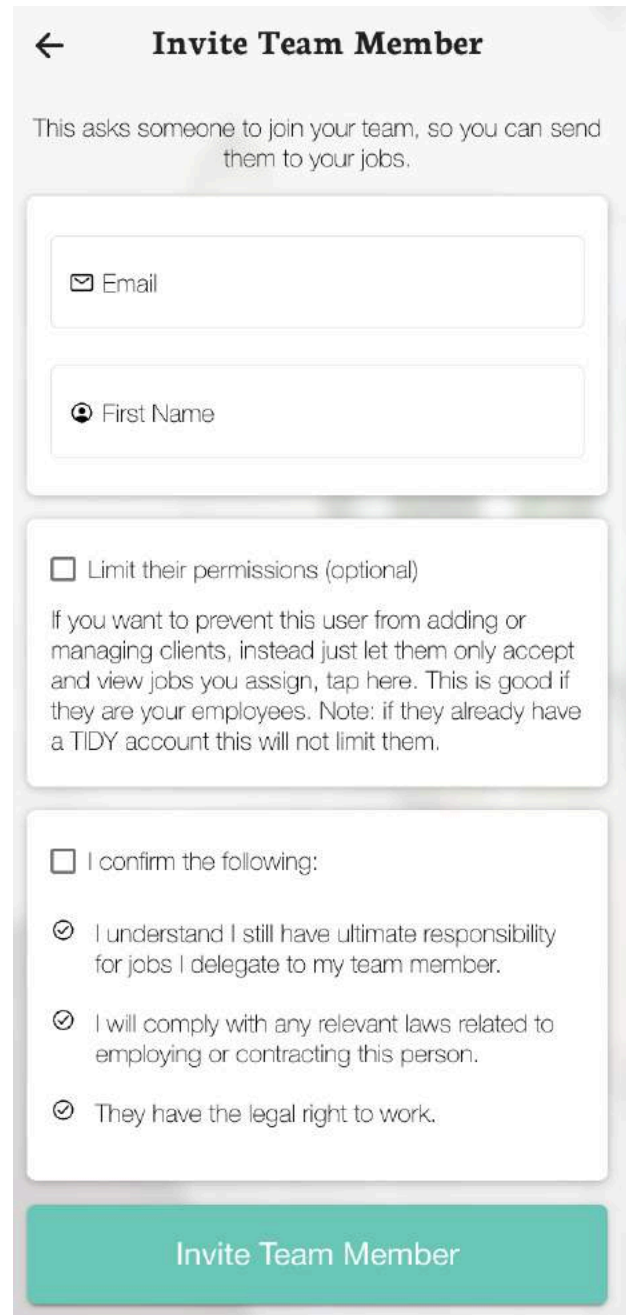 Invite Team Member
This asks someone to join your team, so you can send
them to your jobs.
Email
First Name
Limit their permissions (optional)
If you want to prevent this user from adding or
managing clients, instead just let them only accept
and view jobs you assign, tap here. This is good if
they are your employees. Note: if they already have
a TIDY account this will not limit them.
I confirm the following:
I understand I still have ultimate responsibility
for jobs I delegate to my team member.
I will comply with any relevant laws related to
employing or contracting this person.
They have the legal right to work.
Invite Team Member